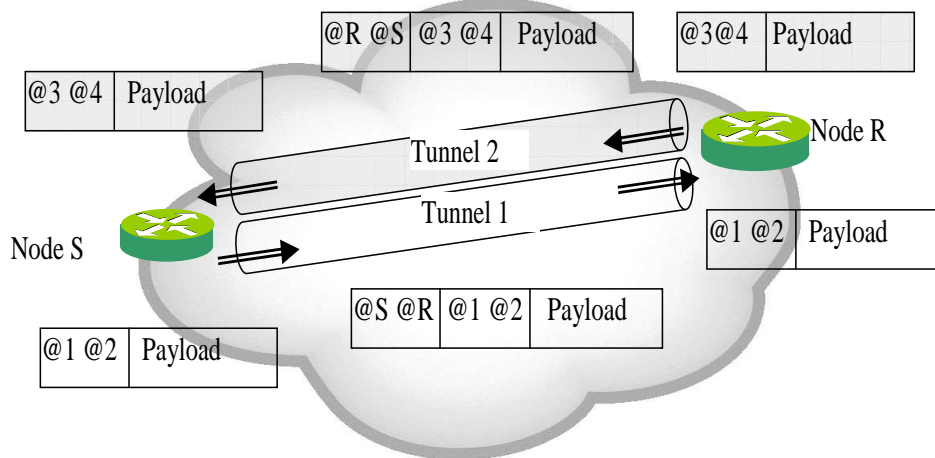 @R @S @3 @4 Payload
@3@4 Payload
@3 @4 Payload
Node R
Tunnel 2
Tunnel 1
@1 @2 Payload
Node S
@S @R @1 @2 Payload
@1 @2 Payload